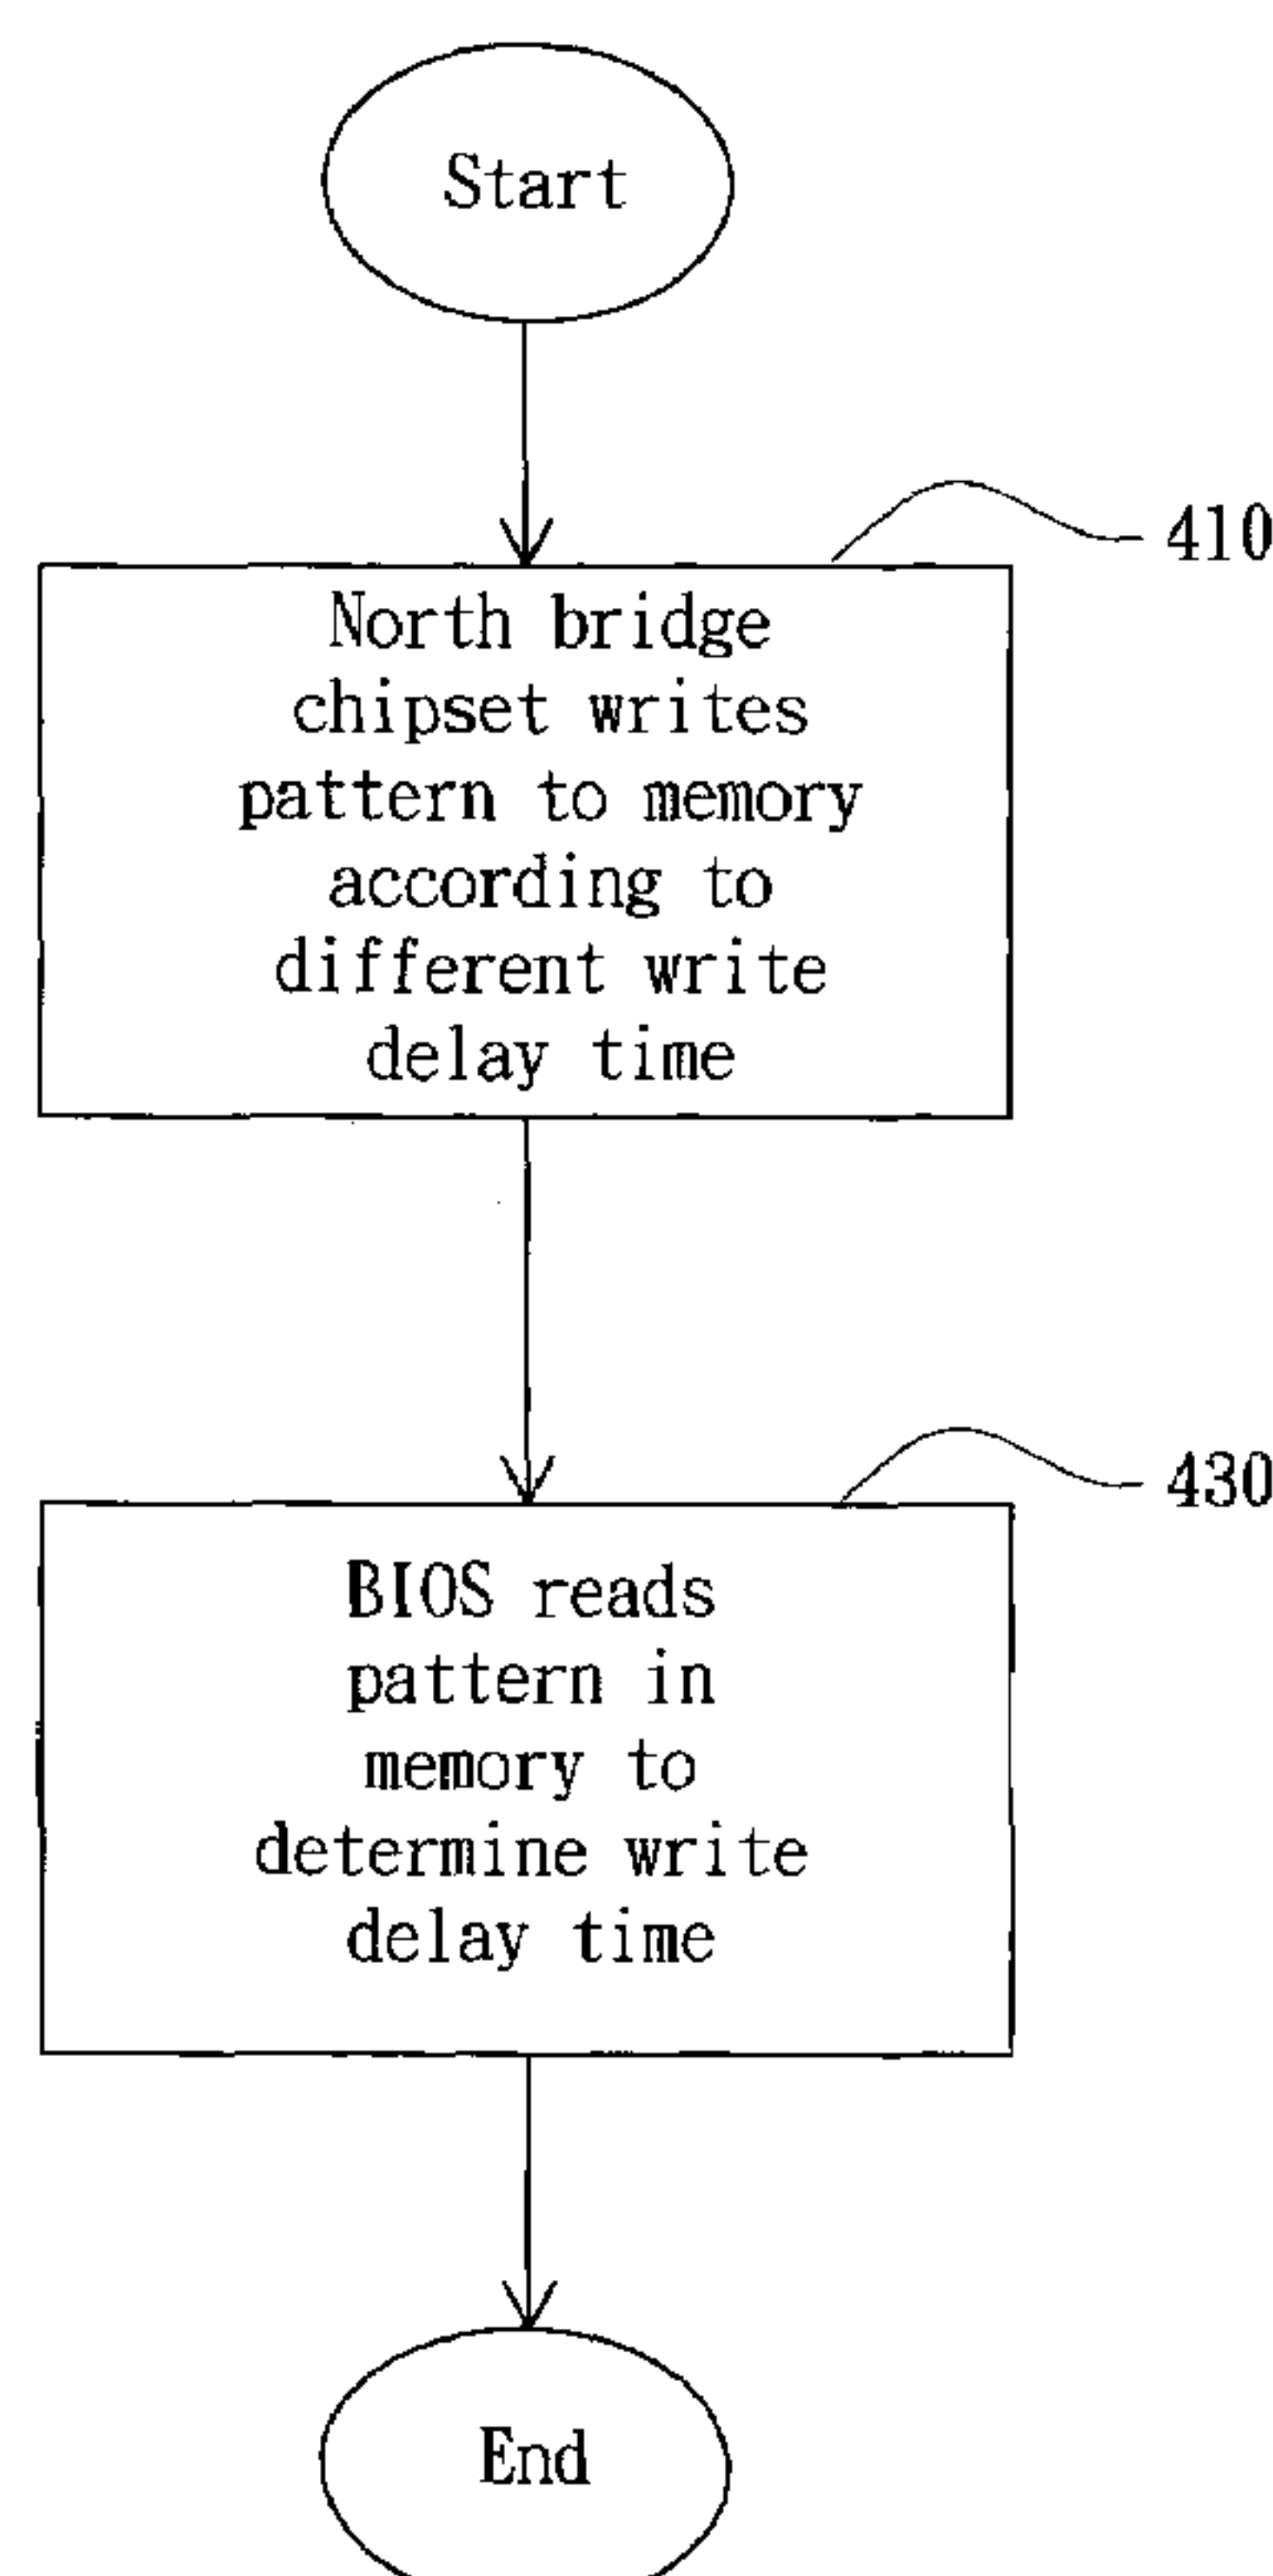 Start
410
North bridge
chipset writes
pattern to memory
according to
different write
delay time
430
BIOS reads
pattern in
memory to
determine write
delay time
End